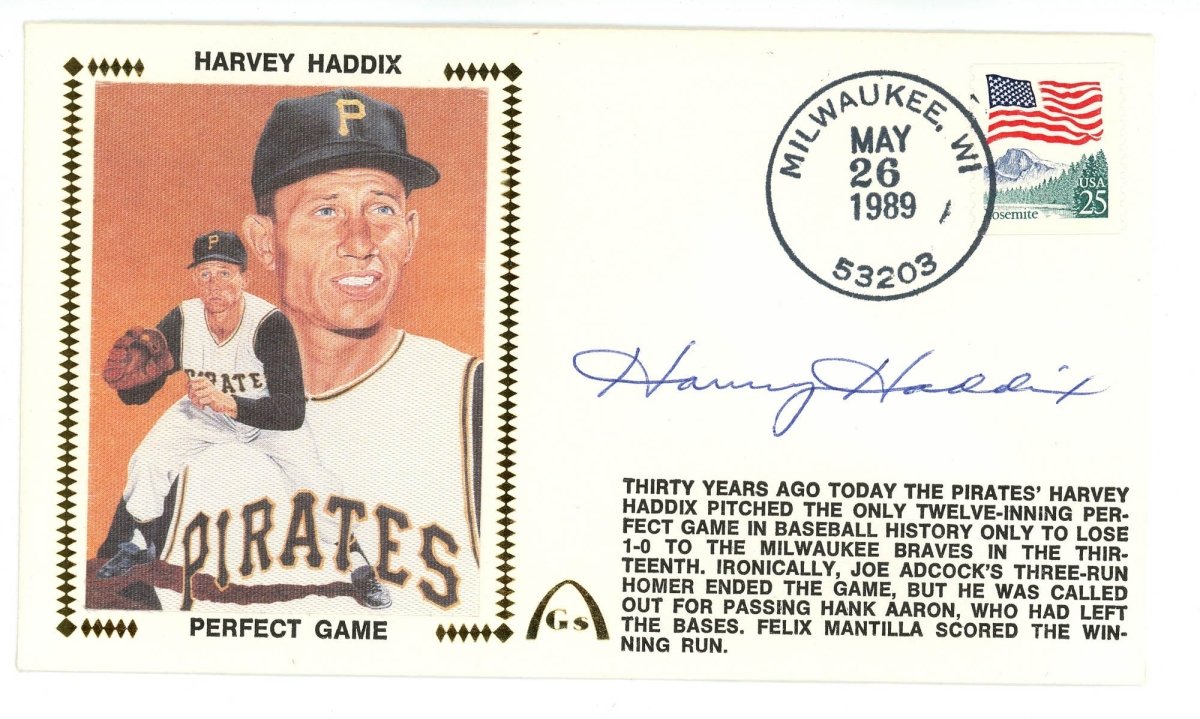 HARVEY HADDIX
P
P
PIRATE
PIRATES
PERFECT GAME
MILWAUKEE, WI
MAY
26
1989
53203
USA
25
osemite
Harvey Haddix
THIRTY YEARS AGO TODAY THE PIRATES' HARVEY
HADDIX PITCHED THE ONLY TWELVE-INNING PER-
FECT GAME IN BASEBALL HISTORY ONLY TO LOSE
1-0 TO THE MILWAUKEE BRAVES IN THE THIR-
TEENTH. IRONICALLY, JOE ADCOCK'S THREE-RUN
HOMER ENDED THE GAME, BUT HE WAS CALLED
OUT FOR PASSING HANK AARON, WHO HAD LEFT
THE BASES. FELIX MANTILLA SCORED THE WIN-
NING RUN.
Gs